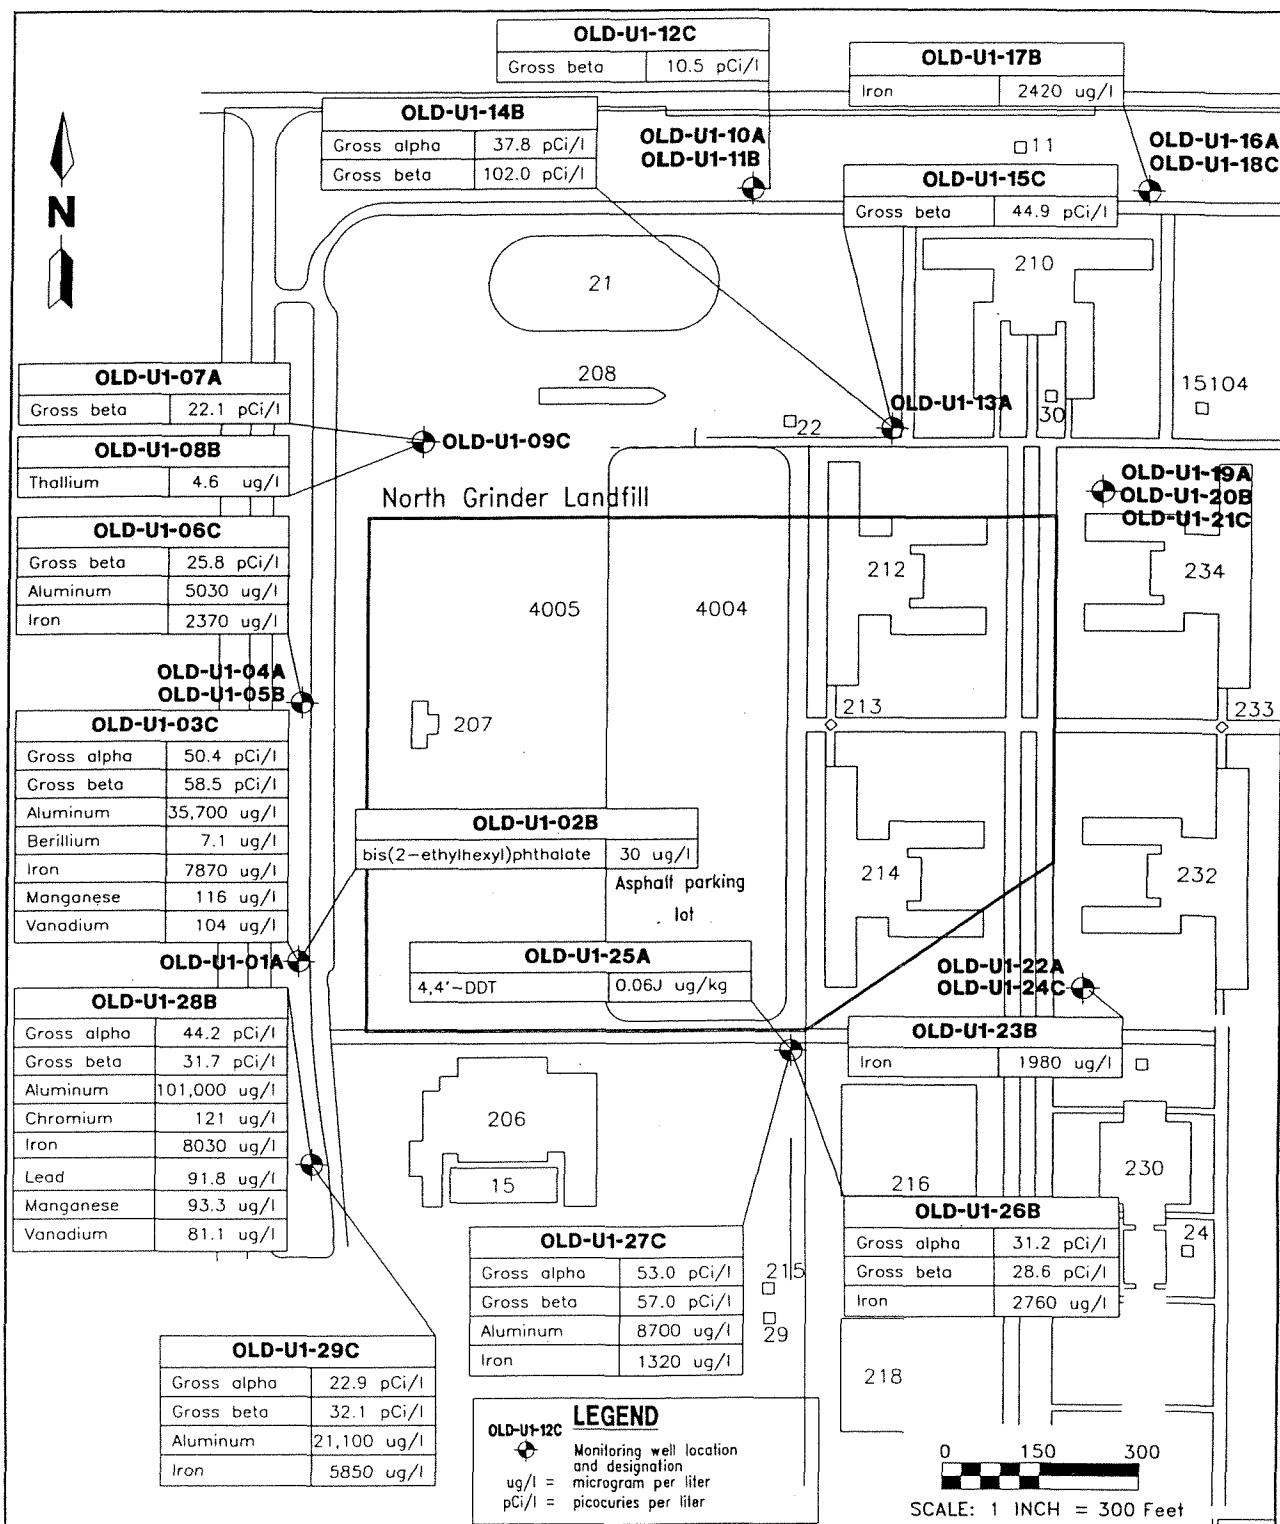 OLD-U1-12C
Gross beta 10.5 pCi/l
OLD-U1-17B
Iron 2420 ug/l
OLD-U1-14B
Gross alpha 37.8 pCi/l
Gross beta 102.0 pCi/l
OLD-U1-10A
OLD-U1-11B
11
OLD-U1-16A
OLD-U1-18C
OLD-U1-15C
Gross beta 44.9 pCi/l
N
21
210
208
15104
OLD-U1-07A
Gross beta 22.1 pCi/l
OLD-U1-13A
30
22
OLD-U1-09C
OLD-U1-08B
Thallium 4.6 ug/l
OLD-U1-19A
OLD-U1-20B
OLD-U1-21C
North Grinder Landfill
OLD-U1-06C
Gross beta 25.8 pCi/l
Aluminum 5030 ug/l
Iron 2370 ug/l
212
234
4005
4004
OLD-U1-04A
OLD-U1-05B
213
233
207
OLD-U1-03C
Gross alpha 50.4 pCi/l
Gross beta 58.5 pCi/l
Aluminum 35,700 ug/l
Berillium 7.1 ug/l
Iron 7870 ug/l
Manganese 116 ug/l
Vanadium 104 ug/l
OLD-U1-02B
bis(2-ethylhexyl)phthalate 30 ug/l
Asphalt parking
lot
214
232
OLD-U1-01A
OLD-U1-25A
4,4'-DDT 0.06J ug/kg
OLD-U1-22A
OLD-U1-24C
OLD-U1-28B
Gross alpha 44.2 pCi/l
Gross beta 31.7 pCi/l
Aluminum 101,000 ug/l
Chromium 121 ug/l
Iron 8030 ug/l
Lead 91.8 ug/l
Manganese 93.3 ug/l
Vanadium 81.1 ug/l
OLD-U1-23B
Iron 1980 ug/l
206
15
216
230
24
OLD-U1-26B
Gross alpha 31.2 pCi/l
Gross beta 28.6 pCi/l
Iron 2760 ug/l
OLD-U1-27C
Gross alpha 53.0 pCi/l
Gross beta 57.0 pCi/l
Aluminum 8700 ug/l
Iron 1320 ug/l
215
29
218
OLD-U1-29C
Gross alpha 22.9 pCi/l
Gross beta 32.1 pCi/l
Aluminum 21,100 ug/l
Iron 5850 ug/l
LEGEND
OLD-U1-12C
Monitoring well location
and designation
ug/l = microgram per liter
pCi/l = picocuries per liter
0 150 300
SCALE: 1 INCH = 300 Feet